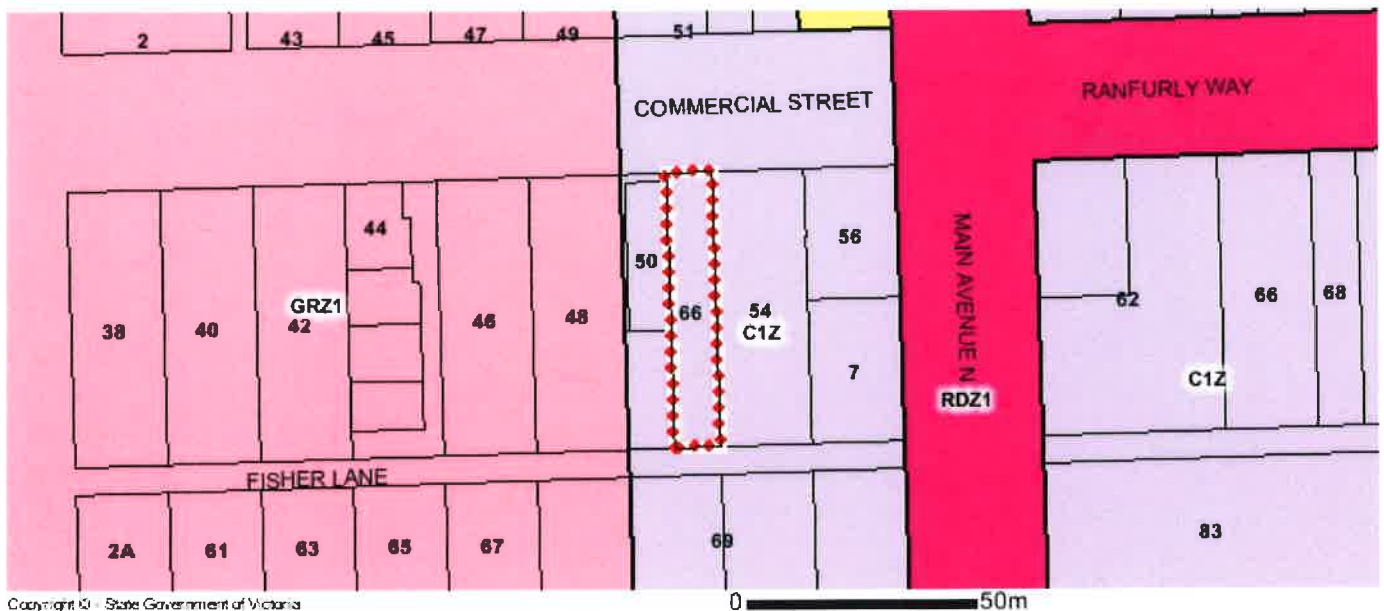 2
43
45
47
49
51
COMMERCIAL STREET
RANFURLY WAY
38
40
42
GRZ1
44
46
48
50
66
54
C1Z
56
7
MAIN AVENUE N
RDZ1
62
66
68
C1Z
FISHER LANE
2A
61
63
65
67
69
83
Copyright © - State Government of Victoria
0 50m